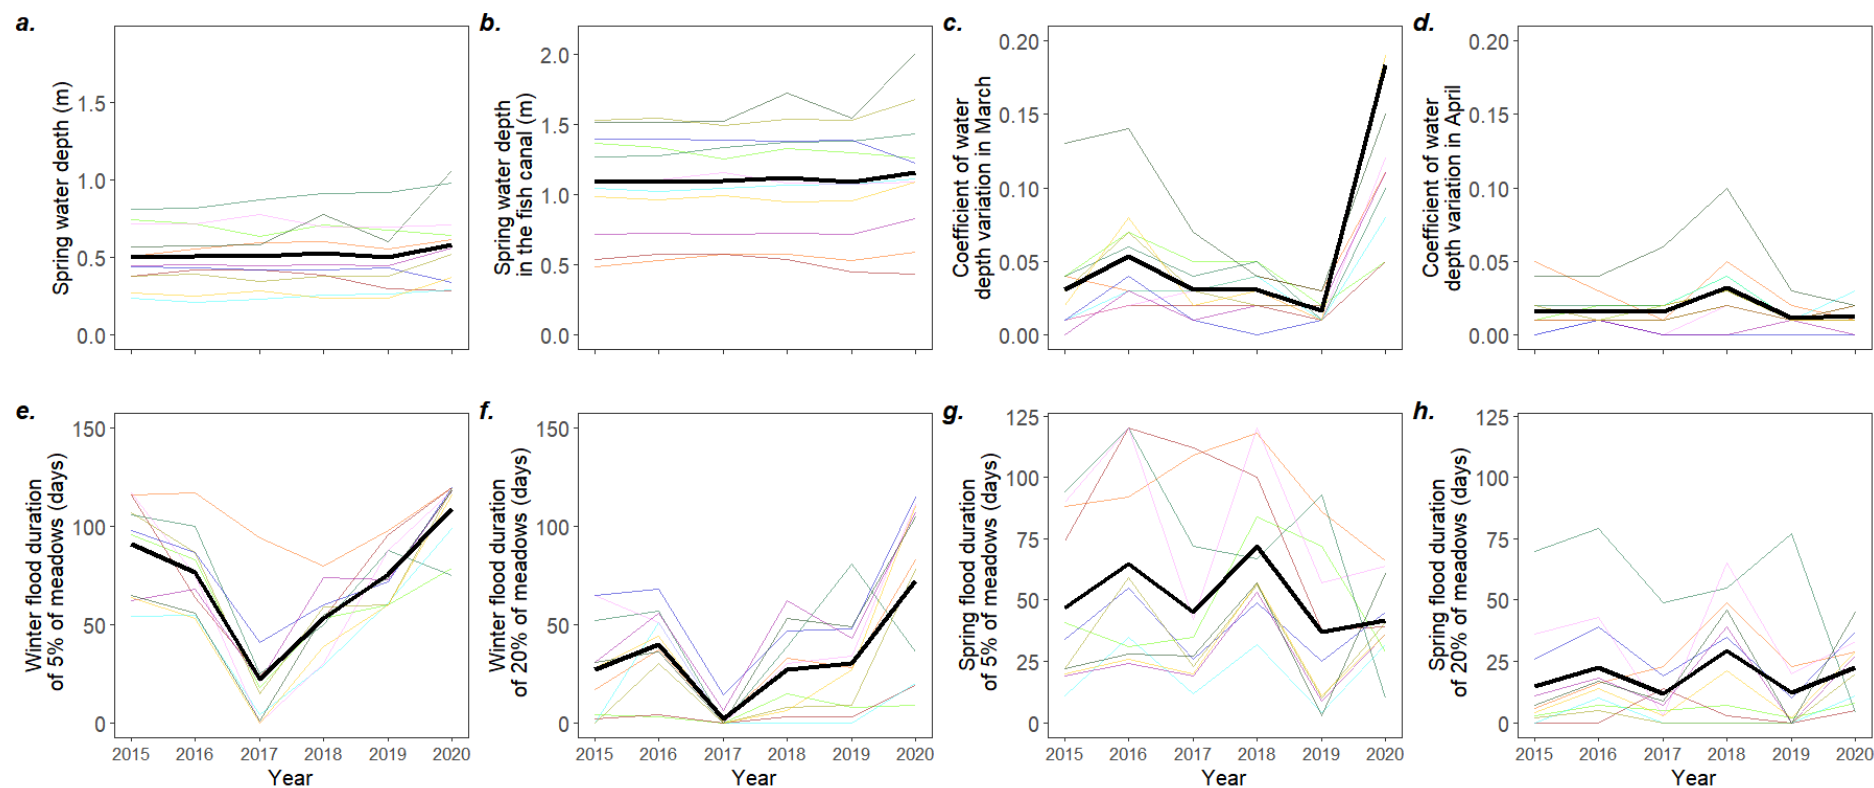 a.
Spring water depth (m)
1.5
1.0
0.5
0.0
b.
Spring water depth
in the fish canal (m)
2.0
1.5
1.0
0.5
0.0
c.
Coefficient of water
depth variation in March
0.20
0.15
0.10
0.05
0.00
d.
Coefficient of water
depth variation in April
0.20
0.15
0.10
0.05
0.00
e.
Winter flood duration
of 5% of meadows (days)
150
100
50
0
2015 2016 2017 2018 2019 2020
Year
f.
Winter flood duration
of 20% of meadows (days)
150
100
50
0
2015 2016 2017 2018 2019 2020
Year
g.
Spring flood duration
of 5% of meadows (days)
125
100
75
50
25
0
2015 2016 2017 2018 2019 2020
Year
h.
Spring flood duration
of 20% of meadows (days)
125
100
75
50
25
0
2015 2016 2017 2018 2019 2020
Year